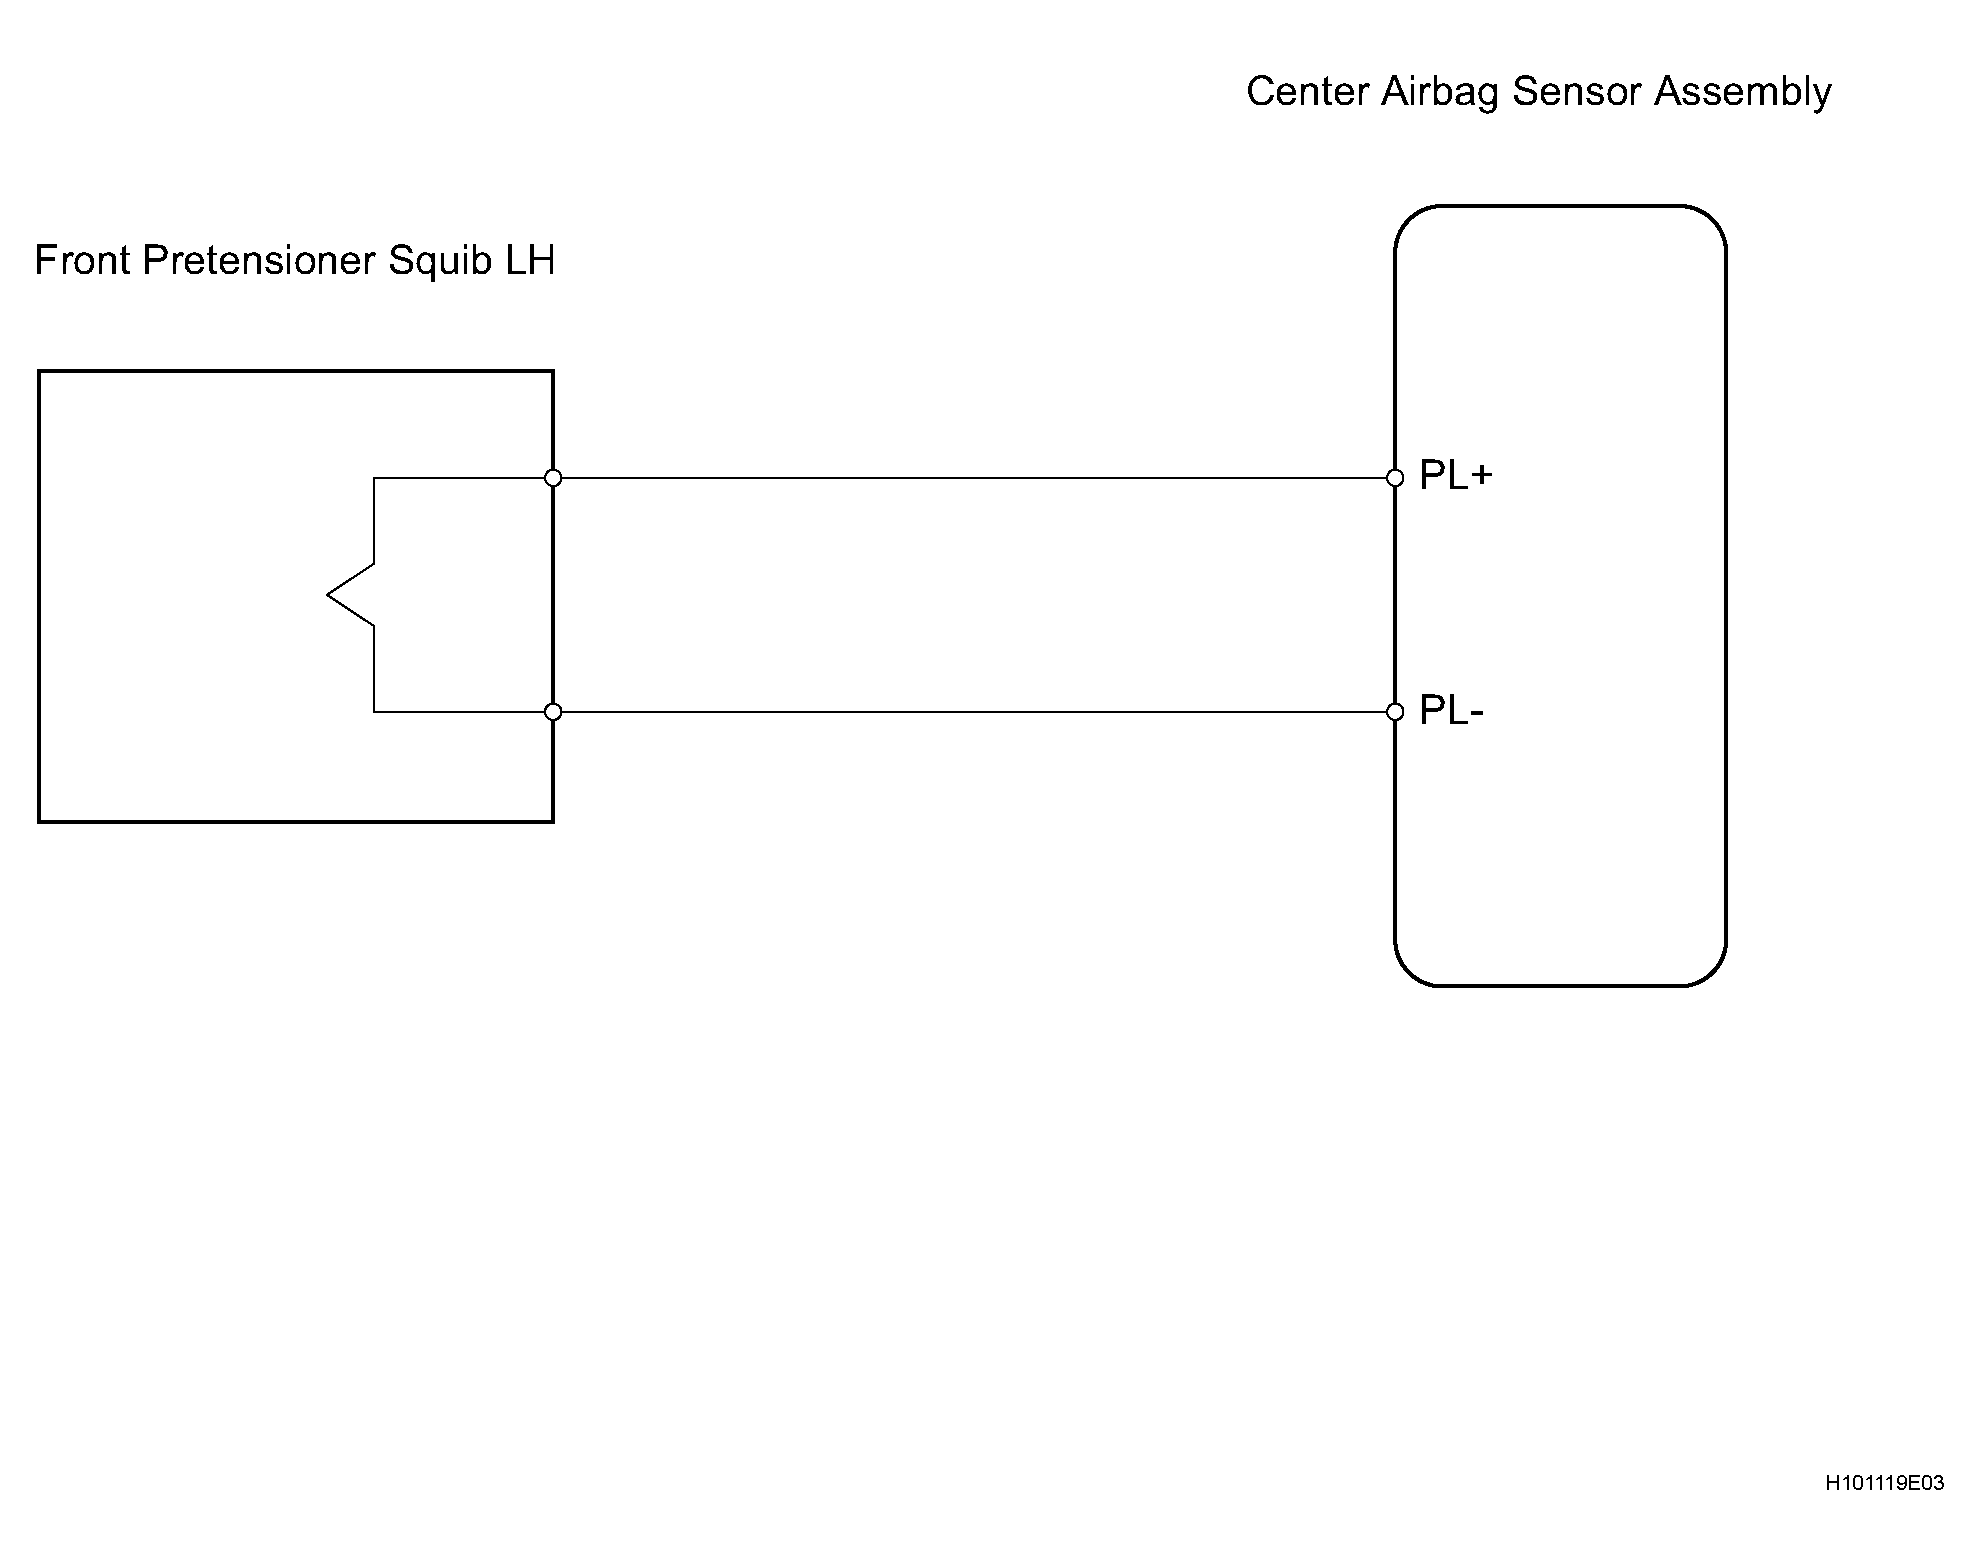 Center Airbag Sensor Assembly
Front Pretensioner Squib LH
PL+
PL-
H101119E03